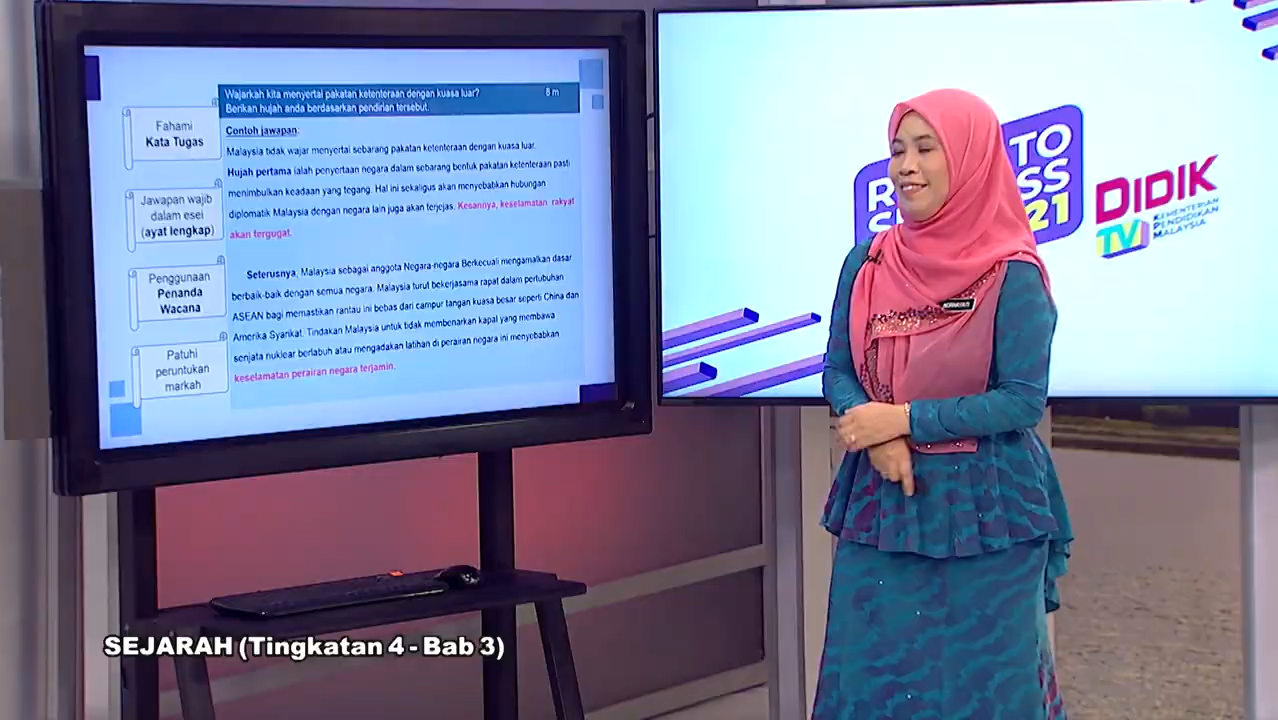 Wajarkah kita menyertai pakatan ketenteraan dengan kuasa luar? 8 m
Berikan hujah anda berdasarkan pendirian tersebut.
Fahami
Kata Tugas
Jawapan wajib
dalam esei
(ayat lengkap)
Penggunaan
Penanda
Wacana
Patuhi
peruntukan
markah
Contoh jawapan:
Malaysia tidak wajar menyertai sebarang pakatan ketenteraan dengan kuasa luar.
Hujah pertama ialah penyertaan negara dalam sebarang bentuk pakatan ketenteraan pasti
menimbulkan keadaan yang tegang. Hal ini sekaligus akan menyebabkan hubungan
diplomatik Malaysia dengan negara lain juga akan terjejas. Kesannya, keselamatan rakyat
akan tergugat.
Seterusnya, Malaysia sebagai anggota Negara-negara Berkecuali mengamalkan dasar
berbaik-baik dengan semua negara. Malaysia turut bekerjasama rapat dalam pertubuhan
ASEAN bagi memastikan rantau ini bebas dari campur tangan kuasa besar seperti China dan
Amerika Syarikat. Tindakan Malaysia untuk tidak membenarkan kapal yang membawa
senjata nuklear berlabuh atau mengadakan latihan di perairan negara ini menyebabkan
keselamatan perairan negara terjamin.
TO
SS
21
DIDIK
TV
KEMENTERIAN
PENDIDIKAN
MALAYSIA
SEJARAH (Tingkatan 4 - Bab 3)